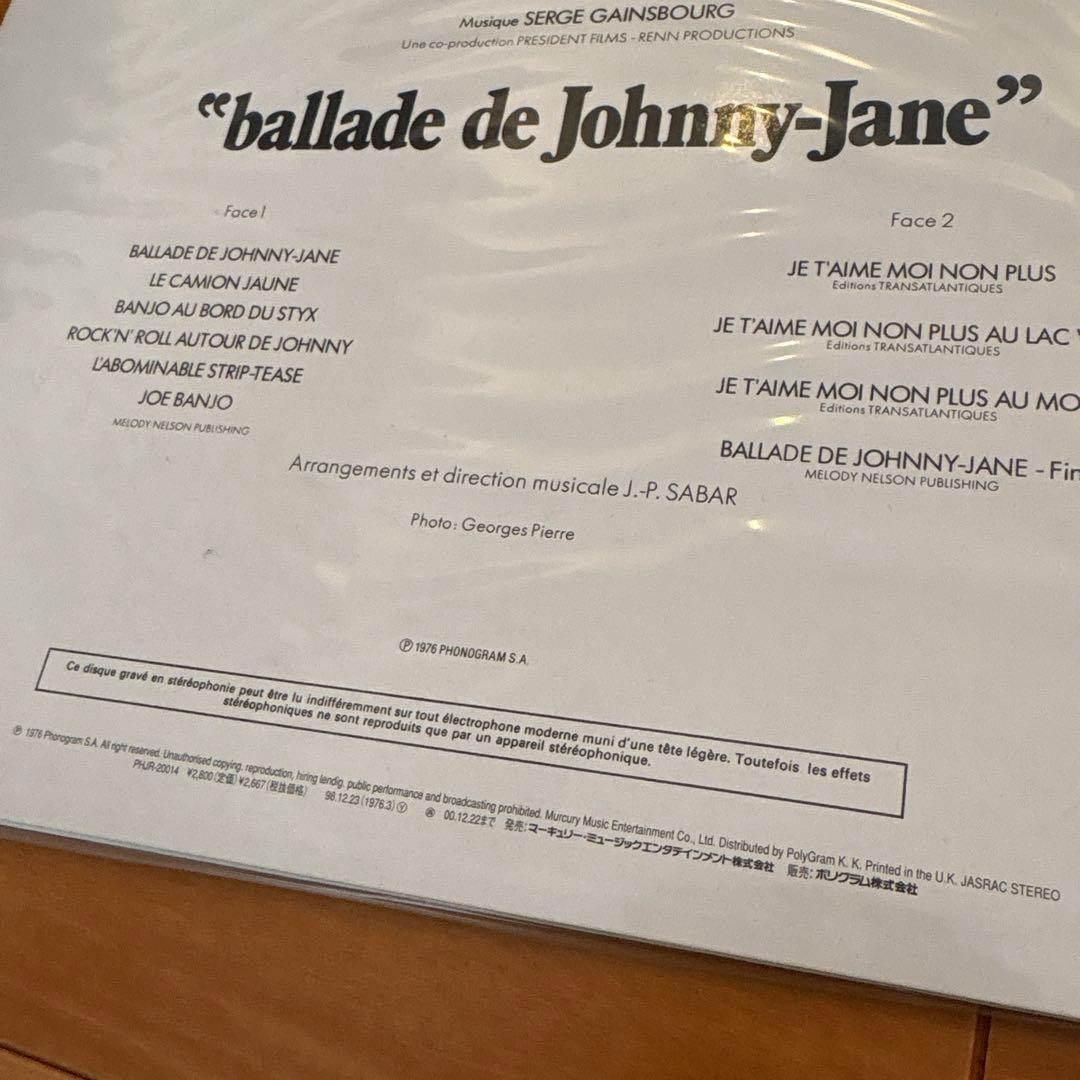 Musique SERGE GAINSBOURG
Une co-production PRESIDENT FILMS - RENN PRODUCTIONS
“ballade de Johnny-Jane”
Face 1
BALLADE DE JOHNNY-JANE
LE CAMION JAUNE
BANJO AU BORD DU STYX
ROCK'N' ROLL AUTOUR DE JOHNNY
L'ABOMINABLE STRIP-TEASE
JOE BANJO
MELODY NELSON PUBLISHING
Face 2
JE T'AIME MOI NON PLUS
Editions TRANSATLANTIQUES
JE T'AIME MOI NON PLUS AU LAC
Editions TRANSATLANTIQUES
JE T'AIME MOI NON PLUS AU MO
Editions TRANSATLANTIQUES
BALLADE DE JOHNNY-JANE - Fin
MELODY NELSON PUBLISHING
Arrangements et direction musicale J.-P. SABAR
Photo : Georges Pierre
Ⓟ 1976 PHONOGRAM S.A.
Ce disque gravé en stéréophonie peut être lu indifféremment sur tout électrophone moderne muni d'une tête légère. Toutefois les effets
stéréophoniques ne sont reproduits que par un appareil stéréophonique.
Ⓟ 1976 Phonogram S.A. All right reserved. Unauthorised copying, reproduction, hiring lendig, public performance and broadcasting prohibited. Murcury Music Entertainment Co., Ltd. Distributed by PolyGram K. K. Printed in the U.K. JASRAC STEREO
PHJR-20014 ¥2,800(定価)¥2,667(税抜価格) 98.12.23(1976.3)Ⓨ 00.12.22まで 発売：マーキュリー・ミュージックエンタテインメント株式会社 販売：ポリグラム株式会社